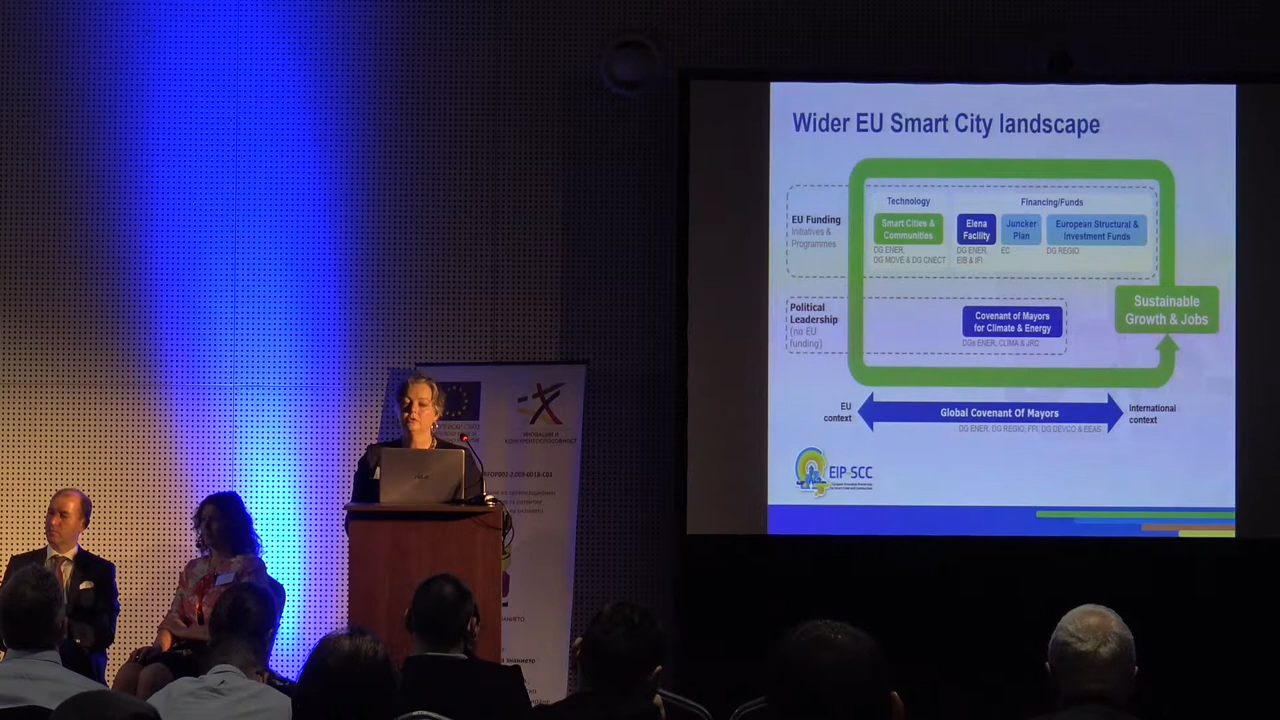 Wider EU Smart City landscape
Technology
Financing/Funds
EU Funding
Initiatives &
Programmes
Smart Cities &
Communities
DG ENER,
DG MOVE & DG CNECT
Elena
Facility
DG ENER,
EIB & IFI
Juncker
Plan
EC
European Structural &
Investment Funds
DG REGIO
Political
Leadership
(no EU
funding)
Covenant of Mayors
for Climate & Energy
DGs ENER, CLIMA & JRC
Sustainable
Growth & Jobs
EU
context
Global Covenant Of Mayors
International
context
DG ENER, DG REGIO, FPI, DG DEVCO & EEAS
EIP-SCC
ИНОВАЦИИ И
КОНКУРЕНТОСПОСОБНОСТ